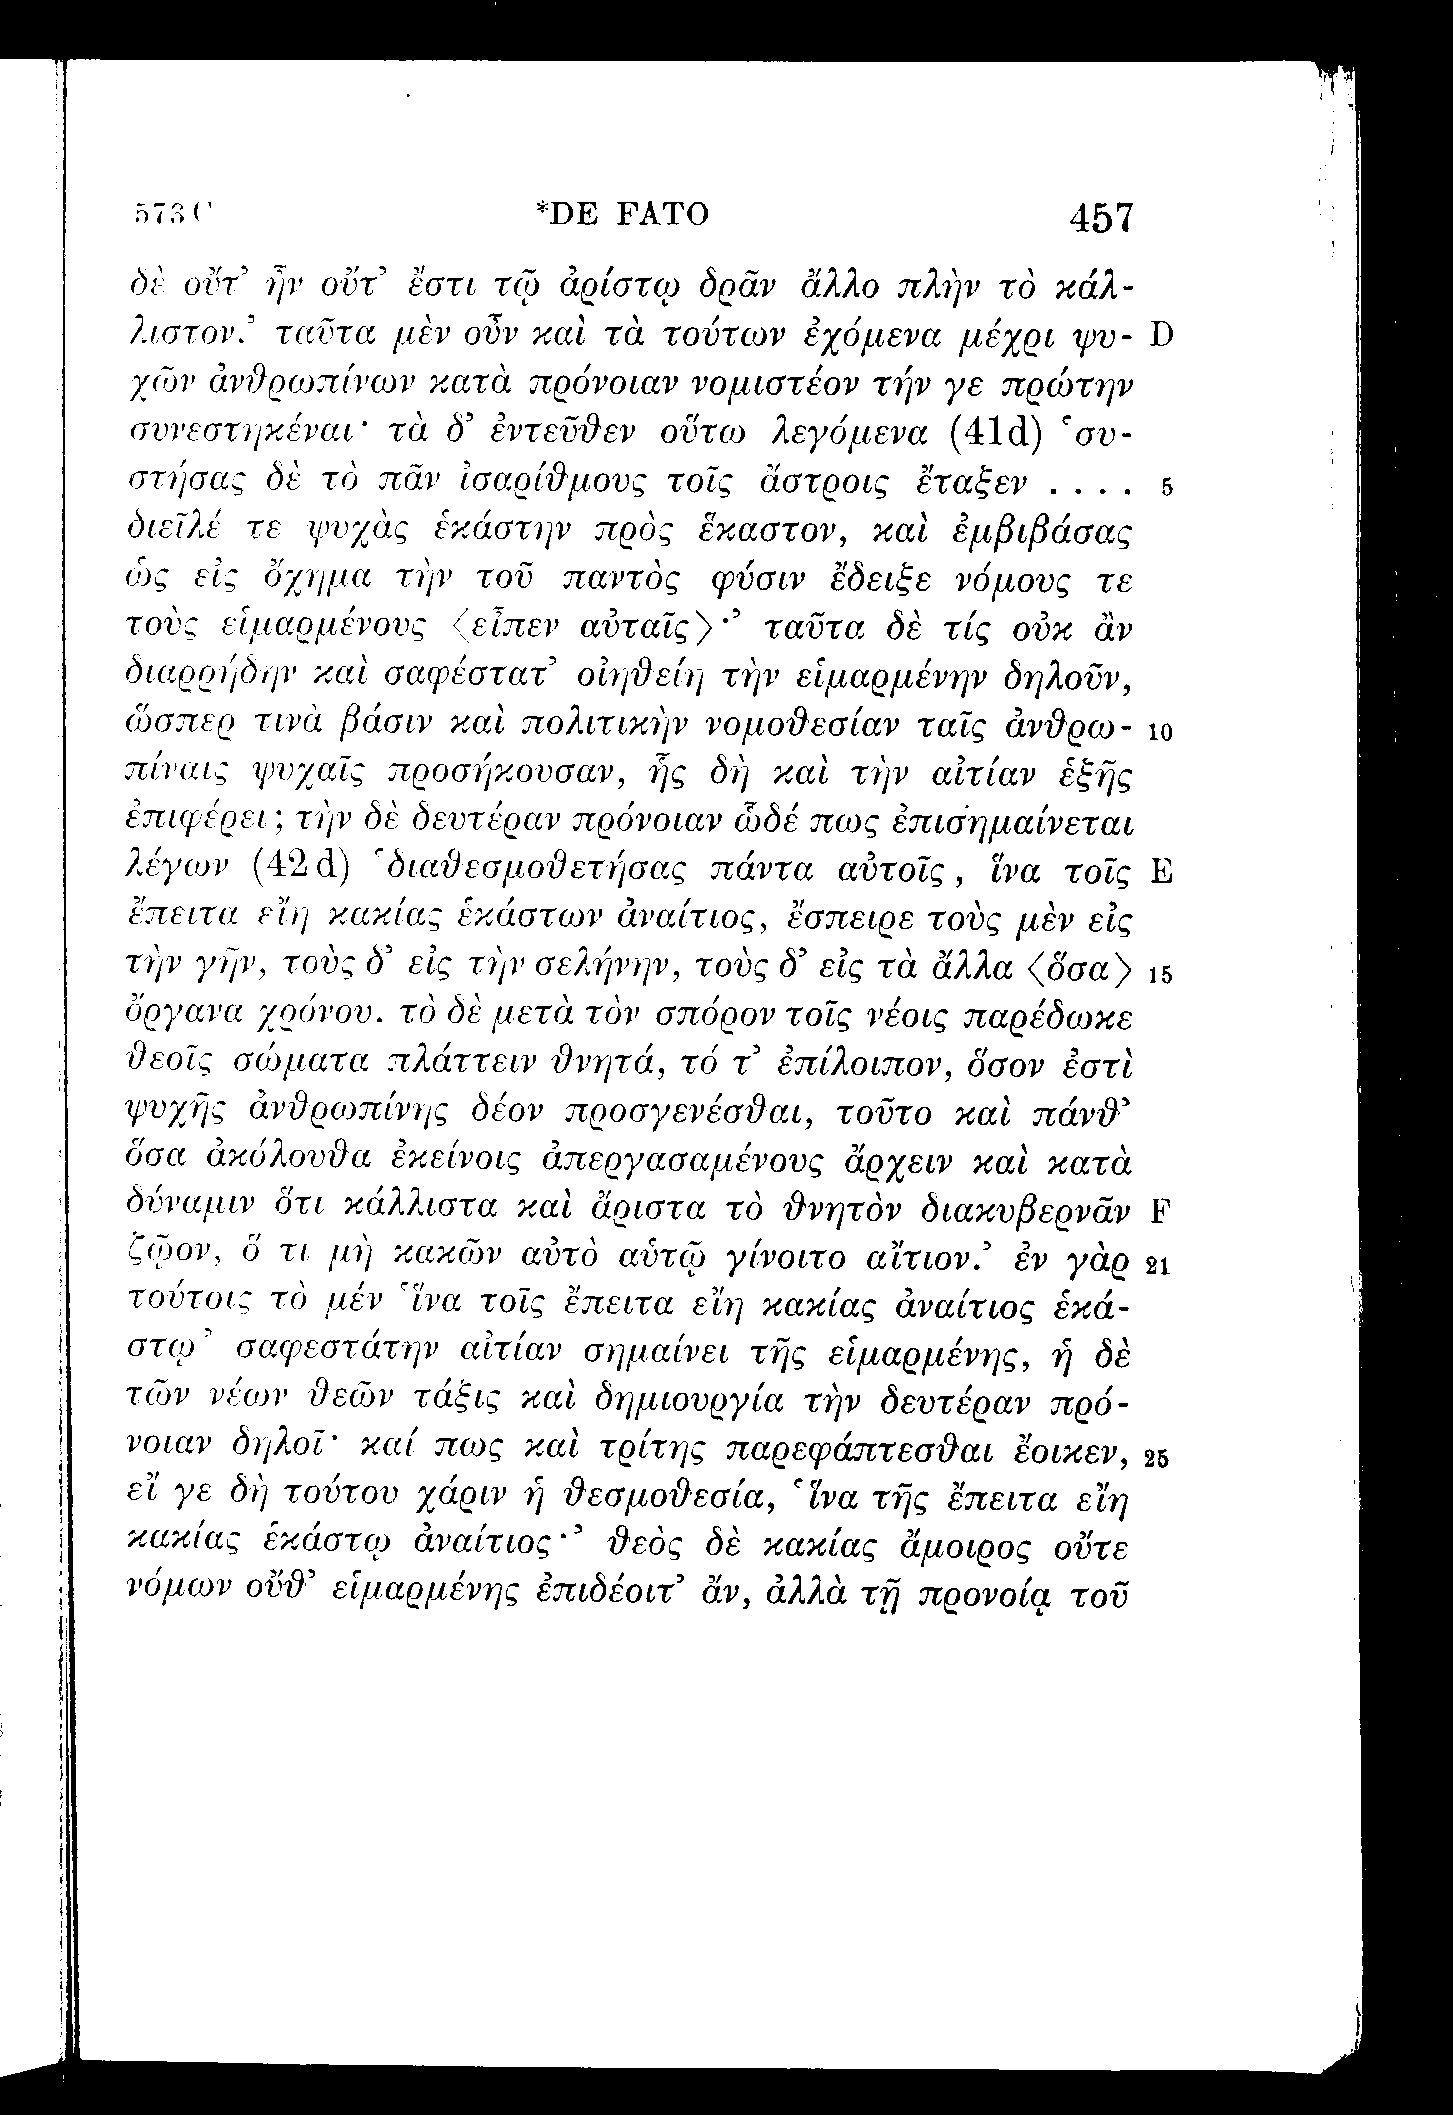 573 C *DE FATO 457
δὲ οὔτ’ ἦν οὔτ’ ἔστι τῷ ἀρίστῳ δρᾶν ἄλλο πλὴν τὸ κάλ-
λιστον.’ ταῦτα μὲν οὖν καὶ τὰ τούτων ἐχόμενα μέχρι ψυ- D
χῶν ἀνθρωπίνων κατὰ πρόνοιαν νομιστέον τήν γε πρώτην
συνεστηκέναι· τὰ δ’ ἐντεῦθεν οὕτω λεγόμενα (41d) ‘συ-
στήσας δὲ τὸ πᾶν ἰσαρίθμους τοῖς ἄστροις ἔταξεν .... 5
διεῖλέ τε ψυχὰς ἑκάστην πρὸς ἕκαστον, καὶ ἐμβιβάσας
ὡς εἰς ὄχημα τὴν τοῦ παντὸς φύσιν ἔδειξε νόμους τε
τοὺς εἱμαρμένους 〈εἶπεν αὐταῖς〉·’ ταῦτα δὲ τίς οὐκ ἂν
διαρρήδην καὶ σαφέστατ’ οἰηθείη τὴν εἱμαρμένην δηλοῦν,
ὥσπερ τινὰ βάσιν καὶ πολιτικὴν νομοθεσίαν ταῖς ἀνθρω- 10
πίναις ψυχαῖς προσήκουσαν, ἧς δὴ καὶ τὴν αἰτίαν ἑξῆς
ἐπιφέρει; τὴν δὲ δευτέραν πρόνοιαν ὧδέ πως ἐπισημαίνεται
λέγων (42d) ‘διαθεσμοθετήσας πάντα αὐτοῖς, ἵνα τοῖς E
ἔπειτα εἴη κακίας ἑκάστων ἀναίτιος, ἔσπειρε τοὺς μὲν εἰς
τὴν γῆν, τοὺς δ’ εἰς τὴν σελήνην, τοὺς δ’ εἰς τὰ ἄλλα 〈ὅσα〉 15
ὄργανα χρόνου. τὸ δὲ μετὰ τὸν σπόρον τοῖς νέοις παρέδωκε
θεοῖς σώματα πλάττειν θνητά, τό τ’ ἐπίλοιπον, ὅσον ἐστὶ
ψυχῆς ἀνθρωπίνης δέον προσγενέσθαι, τοῦτο καὶ πάνθ’
ὅσα ἀκόλουθα ἐκείνοις ἀπεργασαμένους ἄρχειν καὶ κατὰ
δύναμιν ὅτι κάλλιστα καὶ ἄριστα τὸ θνητὸν διακυβερνᾶν F
ζῷον, ὅ τι μὴ κακῶν αὐτὸ αὑτῷ γίνοιτο αἴτιον.’ ἐν γὰρ 21
τούτοις τὸ μέν ‘ἵνα τοῖς ἔπειτα εἴη κακίας ἀναίτιος ἑκά-
στῳ’ σαφεστάτην αἰτίαν σημαίνει τῆς εἱμαρμένης, ἡ δὲ
τῶν νέων θεῶν τάξις καὶ δημιουργία τὴν δευτέραν πρό-
νοιαν δηλοῖ· καί πως καὶ τρίτης παρεφάπτεσθαι ἔοικεν, 25
εἴ γε δὴ τούτου χάριν ἡ θεσμοθεσία, ‘ἵνα τῆς ἔπειτα εἴη
κακίας ἑκάστῳ ἀναίτιος·’ θεὸς δὲ κακίας ἄμοιρος οὔτε
νόμων οὔθ’ εἱμαρμένης ἐπιδέοιτ’ ἄν, ἀλλὰ τῇ προνοίᾳ τοῦ